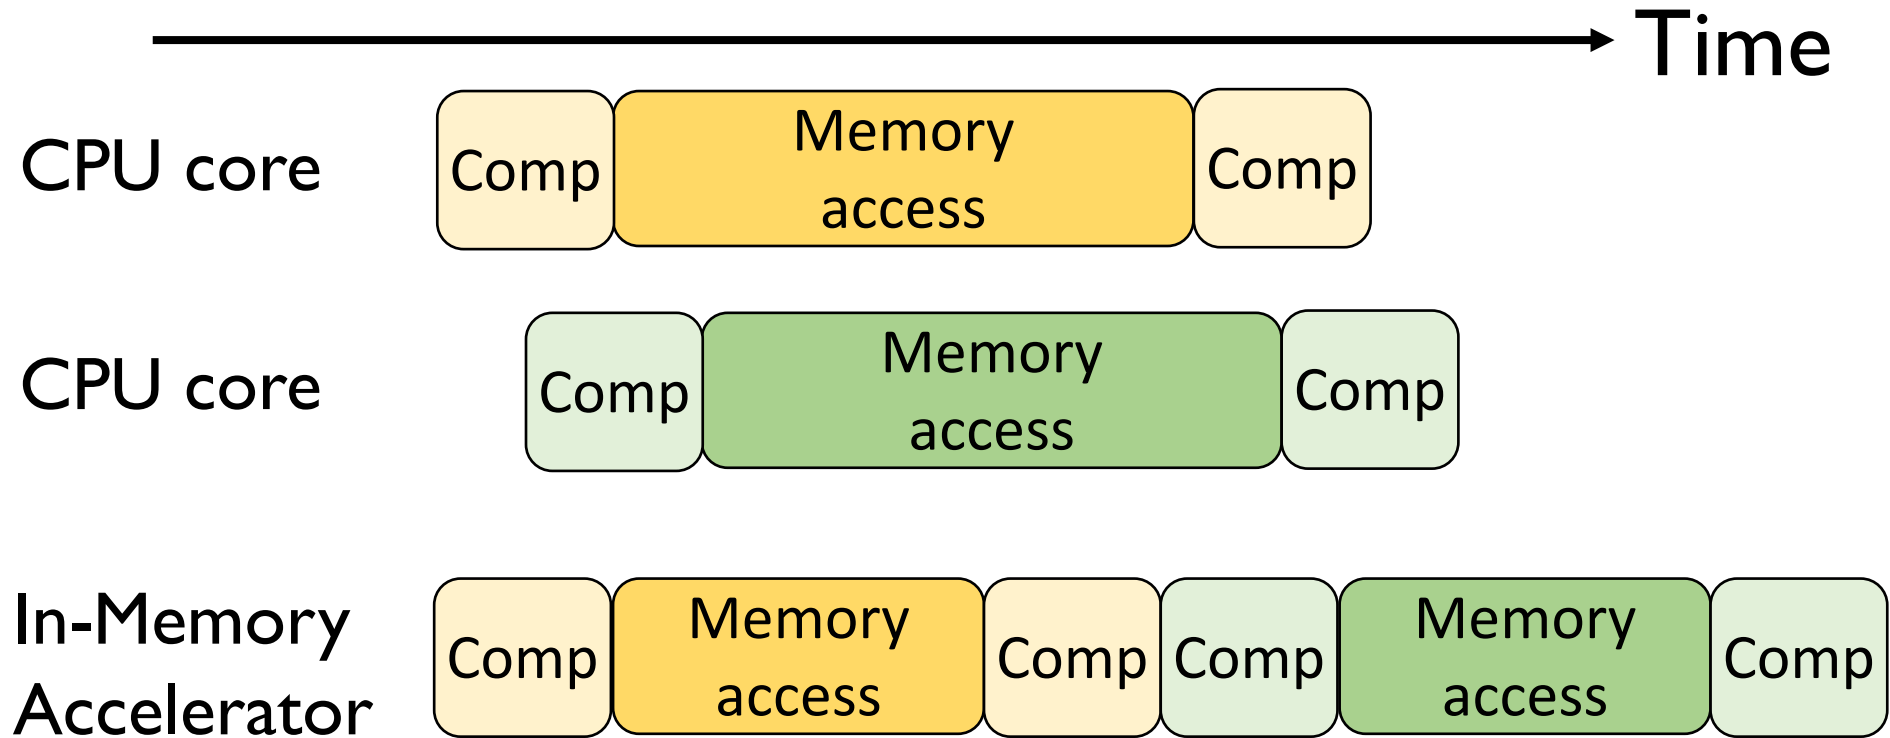 Time
CPU core
Comp
Memory
access
Comp
CPU core
Comp
Memory
access
Comp
In-Memory
Accelerator
Comp
Memory
access
Comp
Comp
Memory
access
Comp